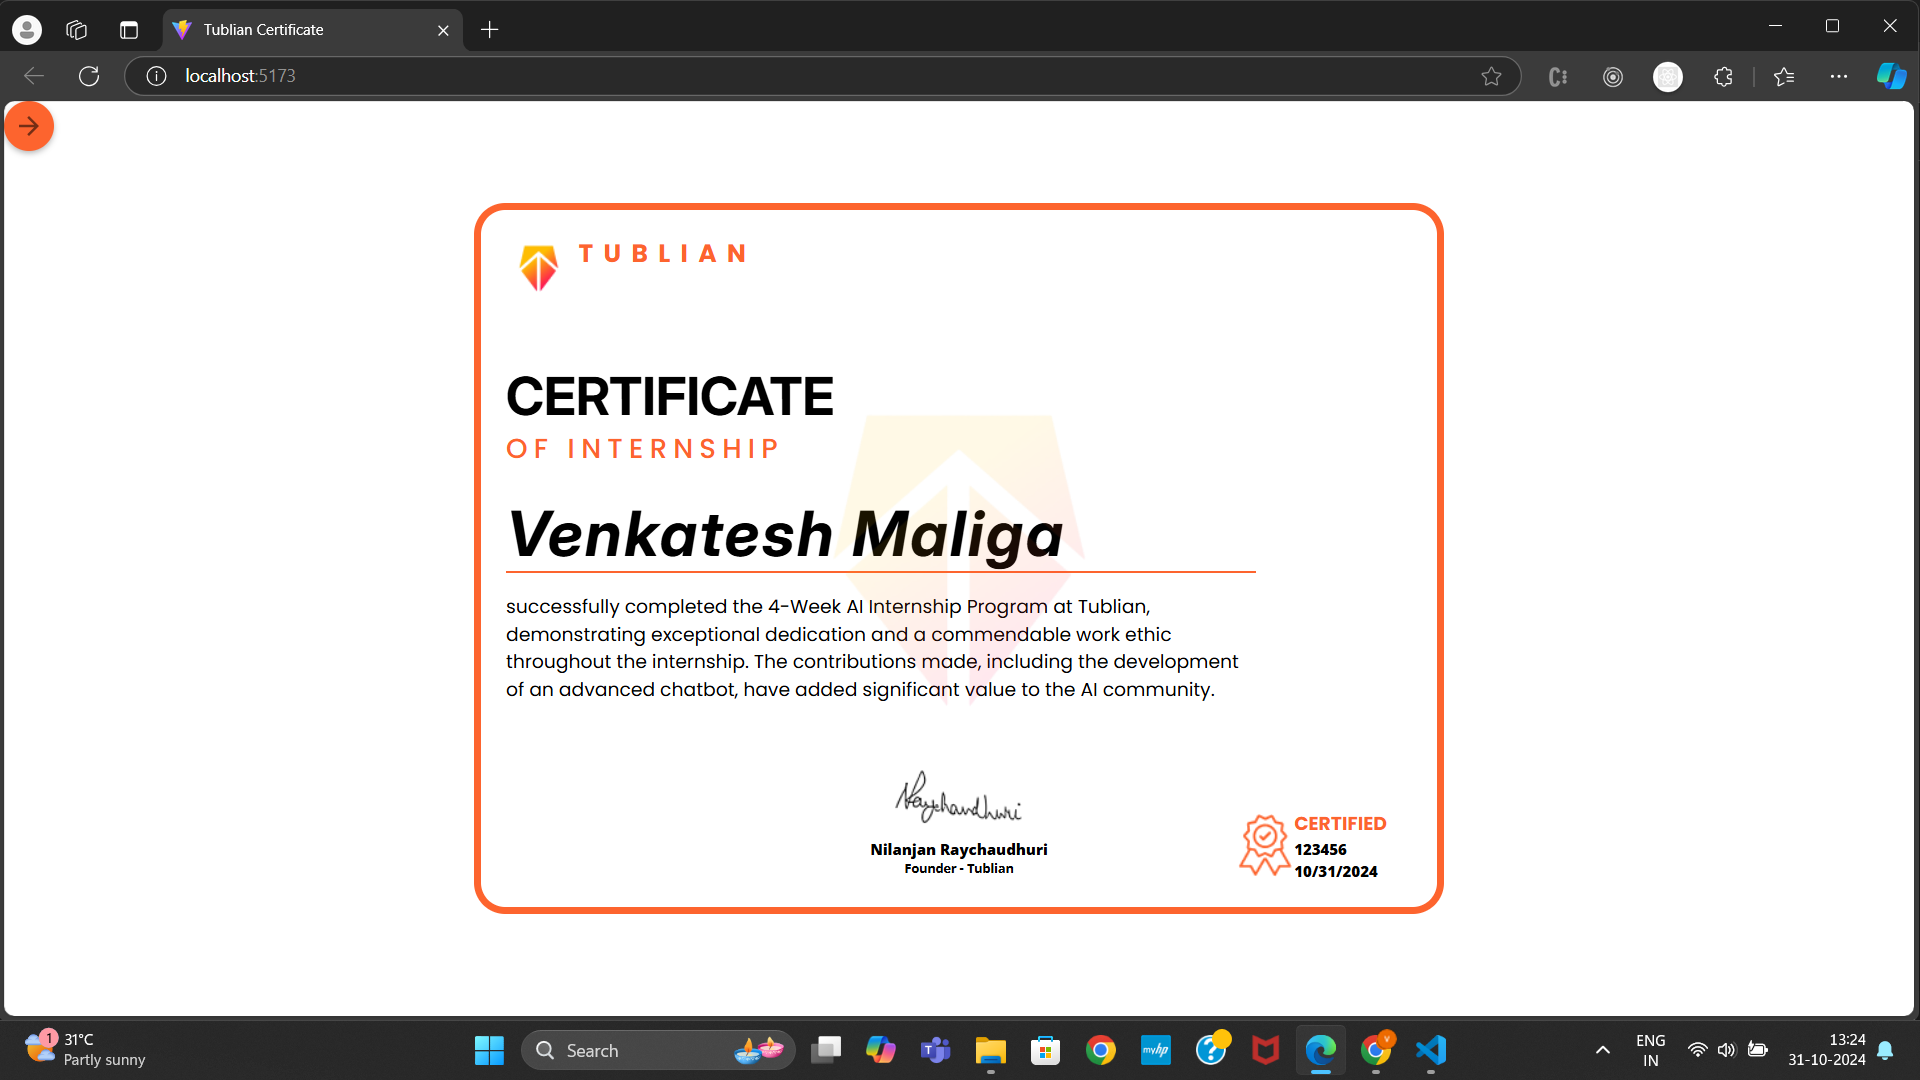 Tublian Certificate
localhost:5173
TUBLIAN
CERTIFICATE
OF INTERNSHIP
Venkatesh Maliga
successfully completed the 4-Week AI Internship Program at Tublian,
demonstrating exceptional dedication and a commendable work ethic
throughout the internship. The contributions made, including the development
of an advanced chatbot, have added significant value to the AI community.
Raychaudhuri
Nilanjan Raychaudhuri
Founder - Tublian
CERTIFIED
123456
10/31/2024
1
31°C
Partly sunny
Search
myhp
V
ENG
IN
13:24
31-10-2024